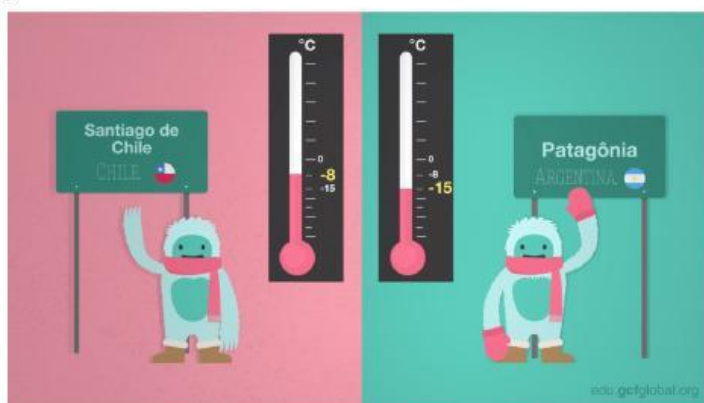 Santiago de
Chile
CHILE
°C
0
-8
-15
°C
0
-8
-15
Patagônia
ARGENTINA
edu.gcfglobal.org